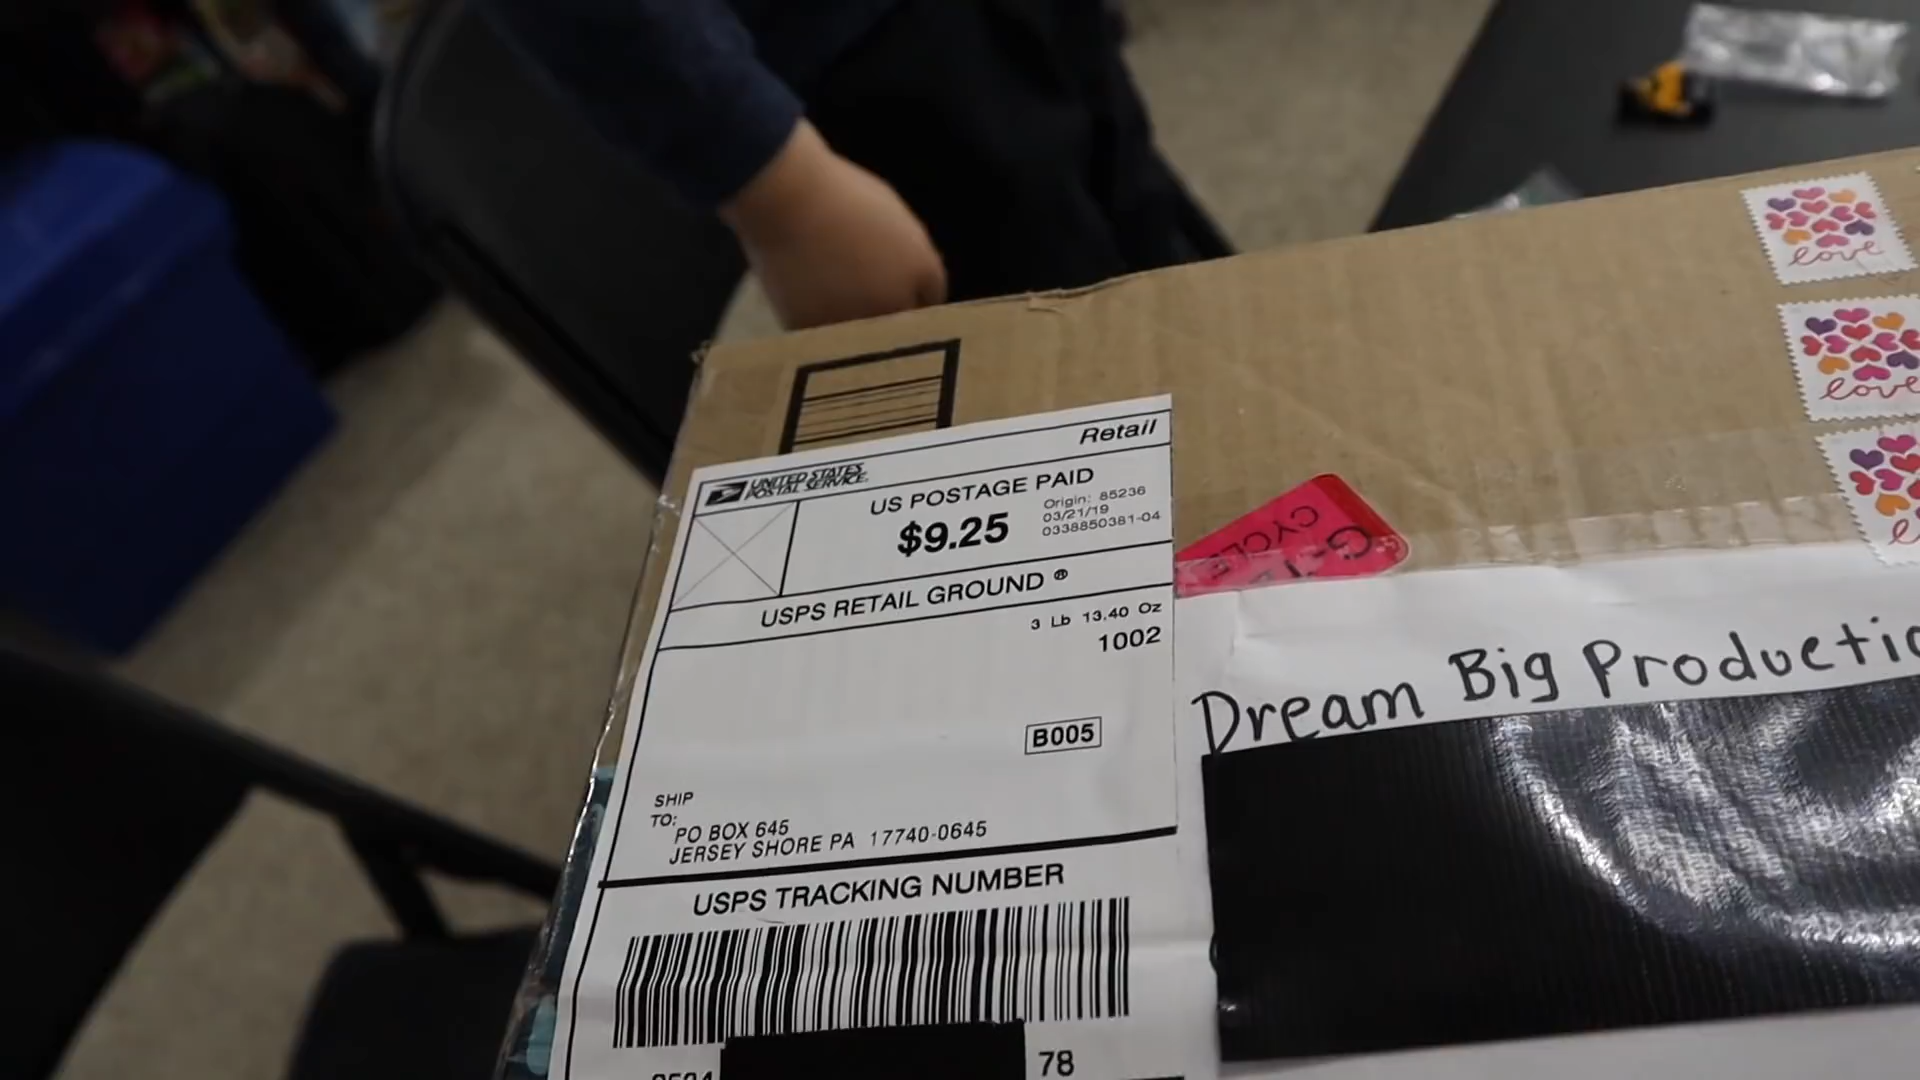 Retail
UNITED STATES
POSTAL SERVICE.
US POSTAGE PAID
$9.25
Origin: 85236
03/21/19
0338850381-04
USPS RETAIL GROUND ®
3 Lb 13.40 Oz
1002
B005
SHIP
TO:
PO BOX 645
JERSEY SHORE PA 17740-0645
USPS TRACKING NUMBER
78
Dream Big Productio
love
love